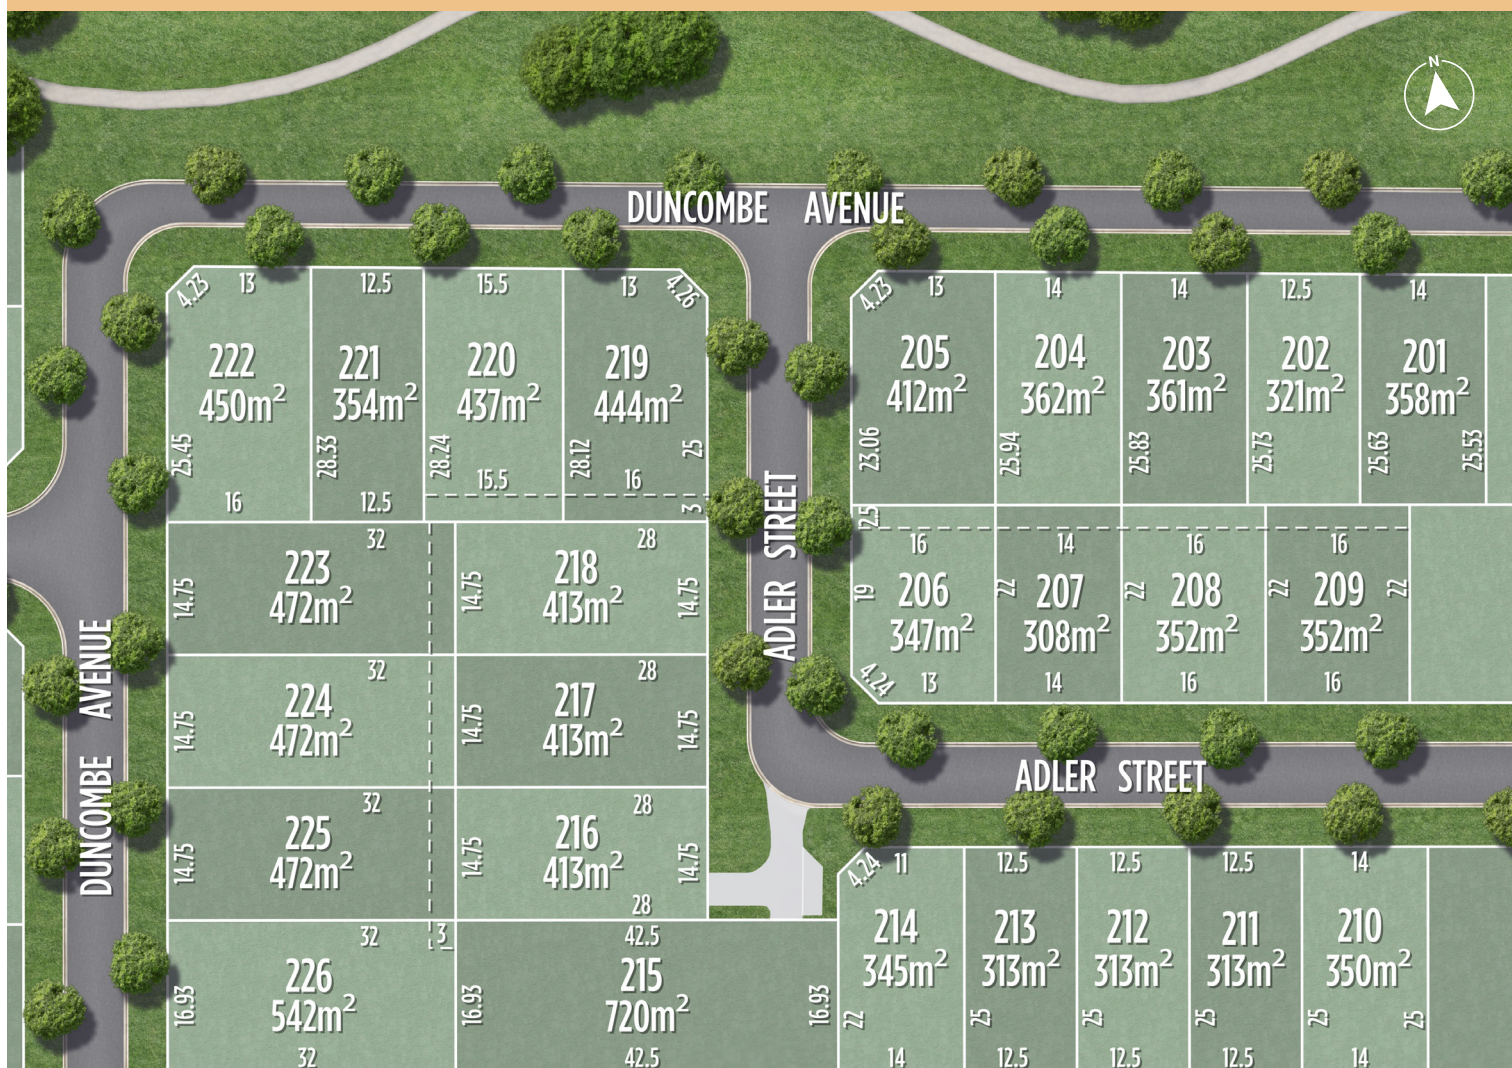 N
DUNCOMBE AVENUE
4.23 13 12.5 15.5 13 4.26
222
450m²
221
354m²
220
437m²
219
444m²
25.45 28.33 28.24 28.12 25
16 12.5 15.5 16 3
4.23 13 14 14 12.5 14
205
412m²
204
362m²
203
361m²
202
321m²
201
358m²
23.06 25.94 25.83 25.73 25.63 25.53
ADLER STREET
2.5
16 14 16 16
19 22 22 22 22
206
347m²
207
308m²
208
352m²
209
352m²
4.24 13 14 16 16
32 28
14.75 14.75 14.75
223
472m²
218
413m²
32 28
14.75 14.75 14.75
224
472m²
217
413m²
32 28
14.75 14.75 14.75
225
472m²
216
413m²
28
DUNCOMBE AVENUE
ADLER STREET
32 3 42.5
226
542m²
215
720m²
16.93 16.93 16.93
32 42.5
4.24 11 12.5 12.5 12.5 14
214
345m²
213
313m²
212
313m²
211
313m²
210
350m²
22 25 25 25 25 25
14 12.5 12.5 12.5 14